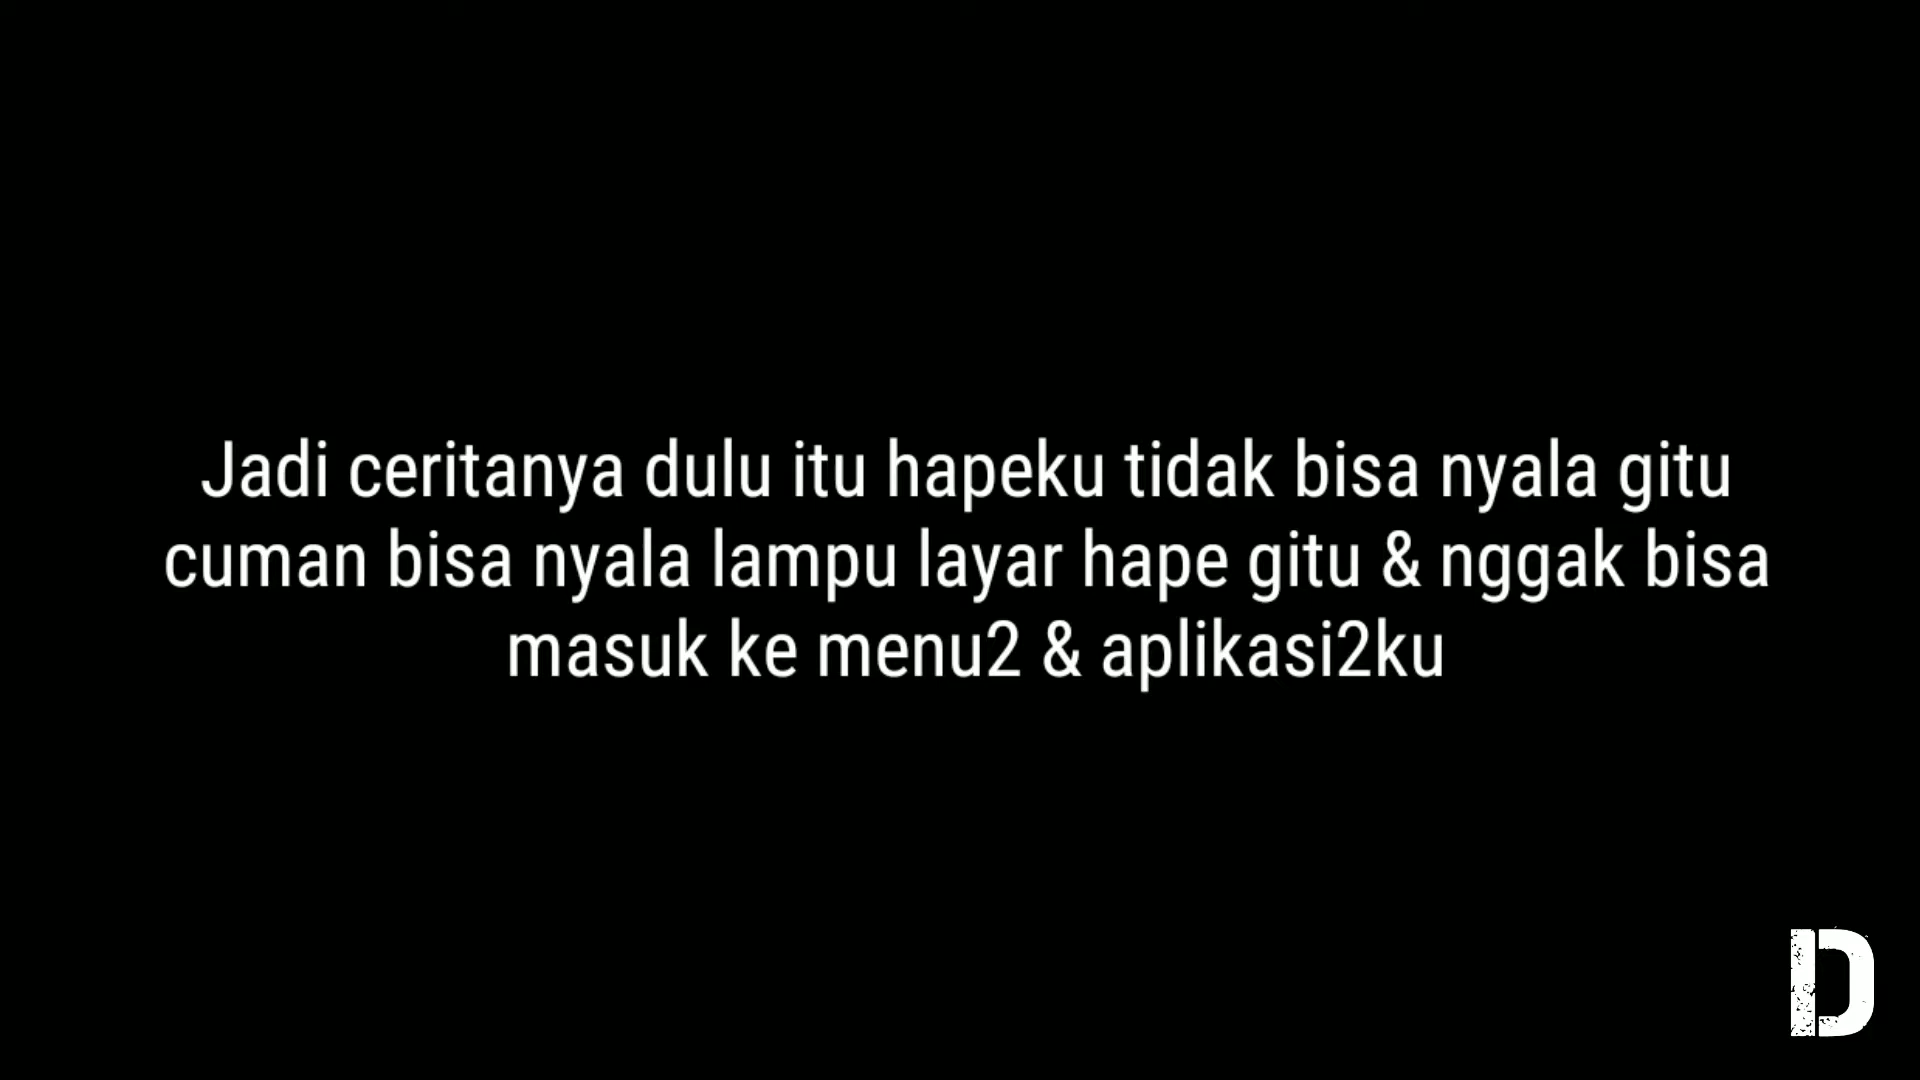 Jadi ceritanya dulu itu hapeku tidak bisa nyala gitu
cuman bisa nyala lampu layar hape gitu & nggak bisa
masuk ke menu2 & aplikasi2ku
D